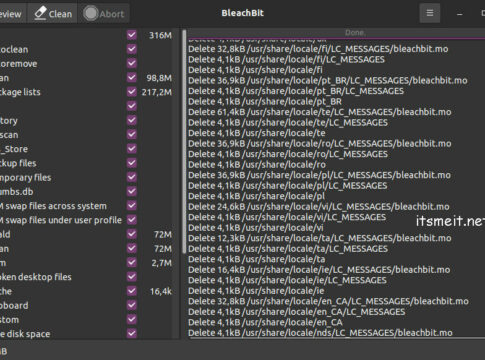 eview
Clean
Abort
BleachBit
316M
Done.
toclean
toremove
an
98,8M
ckage lists
217,2M
tory
scan
_Store
kup files
nporary files
umbs.db
M swap files across system
M swap files under user profile
ald
72M
an
72M
m
2,7M
oken desktop files
che
16,4k
pboard
stom
e disk space
Delete 32,8kB /usr/share/locale/fi/LC_MESSAGES/bleachbit.mo
Delete 4,1kB /usr/share/locale/fi/LC_MESSAGES
Delete 4,1kB /usr/share/locale/fi
Delete 36,9kB /usr/share/locale/pt_BR/LC_MESSAGES/bleachbit.mo
Delete 4,1kB /usr/share/locale/pt_BR/LC_MESSAGES
Delete 4,1kB /usr/share/locale/pt_BR
Delete 61,4kB /usr/share/locale/te/LC_MESSAGES/bleachbit.mo
Delete 4,1kB /usr/share/locale/te/LC_MESSAGES
Delete 4,1kB /usr/share/locale/te
Delete 36,9kB /usr/share/locale/ro/LC_MESSAGES/bleachbit.mo
Delete 4,1kB /usr/share/locale/ro/LC_MESSAGES
Delete 4,1kB /usr/share/locale/ro
Delete 36,9kB /usr/share/locale/pl/LC_MESSAGES/bleachbit.mo
Delete 4,1kB /usr/share/locale/pl/LC_MESSAGES
Delete 4,1kB /usr/share/locale/pl
Delete 24,6kB /usr/share/locale/vi/LC_MESSAGES/bleachbit.mo
Delete 4,1kB /usr/share/locale/vi/LC_MESSAGES
Delete 4,1kB /usr/share/locale/vi
Delete 12,3kB /usr/share/locale/ta/LC_MESSAGES/bleachbit.mo
Delete 4,1kB /usr/share/locale/ta/LC_MESSAGES
Delete 4,1kB /usr/share/locale/ta
Delete 16,4kB /usr/share/locale/ie/LC_MESSAGES/bleachbit.mo
Delete 4,1kB /usr/share/locale/ie/LC_MESSAGES
Delete 4,1kB /usr/share/locale/ie
Delete 32,8kB /usr/share/locale/en_CA/LC_MESSAGES/bleachbit.mo
Delete 4,1kB /usr/share/locale/en_CA/LC_MESSAGES
Delete 4,1kB /usr/share/locale/en_CA
Delete 4,1kB /usr/share/locale/nds/LC_MESSAGES/bleachbit.mo
itsmeit.net